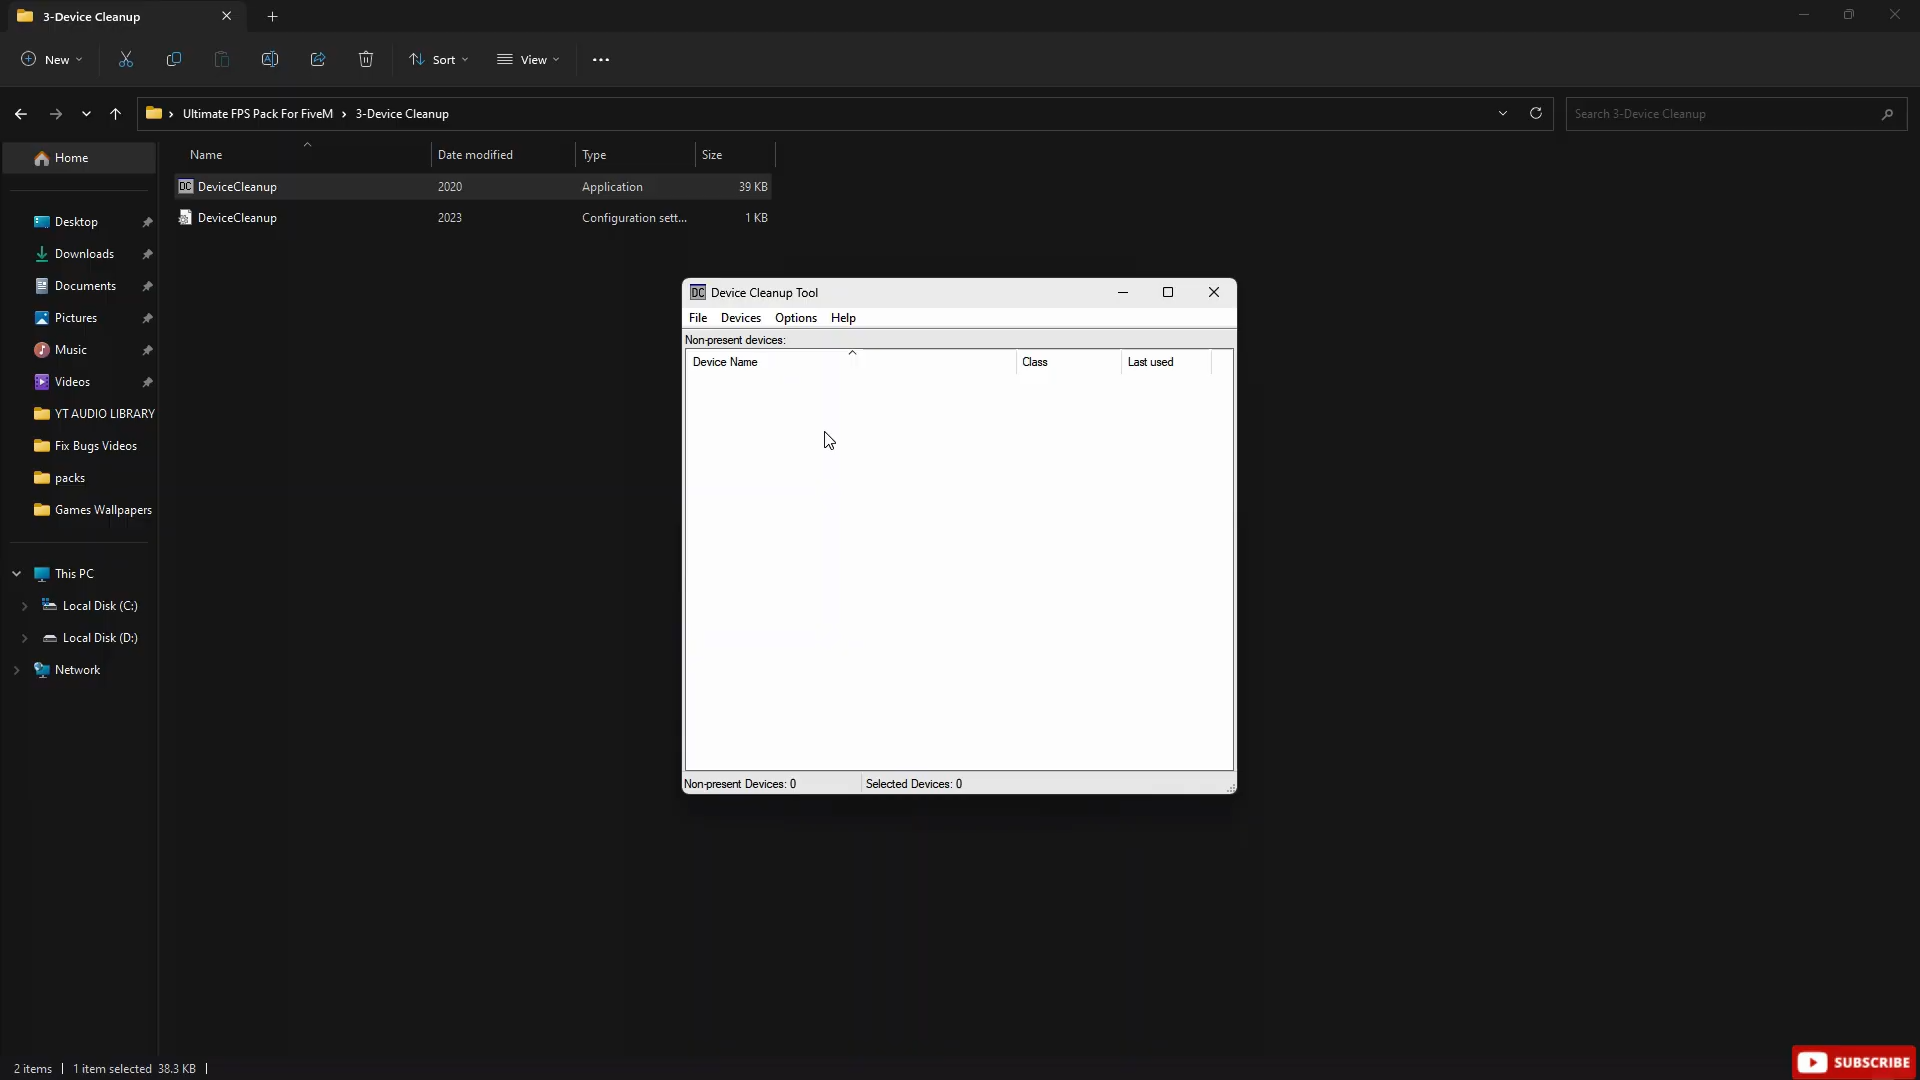 3-Device Cleanup
New
Sort
View
Ultimate FPS Pack For FiveM
3-Device Cleanup
Search 3-Device Cleanup
Home
Desktop
Downloads
Documents
Pictures
Music
Videos
YT AUDIO LIBRARY
Fix Bugs Videos
packs
Games Wallpapers
This PC
Local Disk (C:)
Local Disk (D:)
Network
Name Date modified Type Size
DC DeviceCleanup 2020 Application 39 KB
DeviceCleanup 2023 Configuration sett... 1 KB
DC Device Cleanup Tool
File Devices Options Help
Non-present devices:
Device Name Class Last used
Non-present Devices: 0 Selected Devices: 0
2 items 1 item selected 38.3 KB
SUBSCRIBE